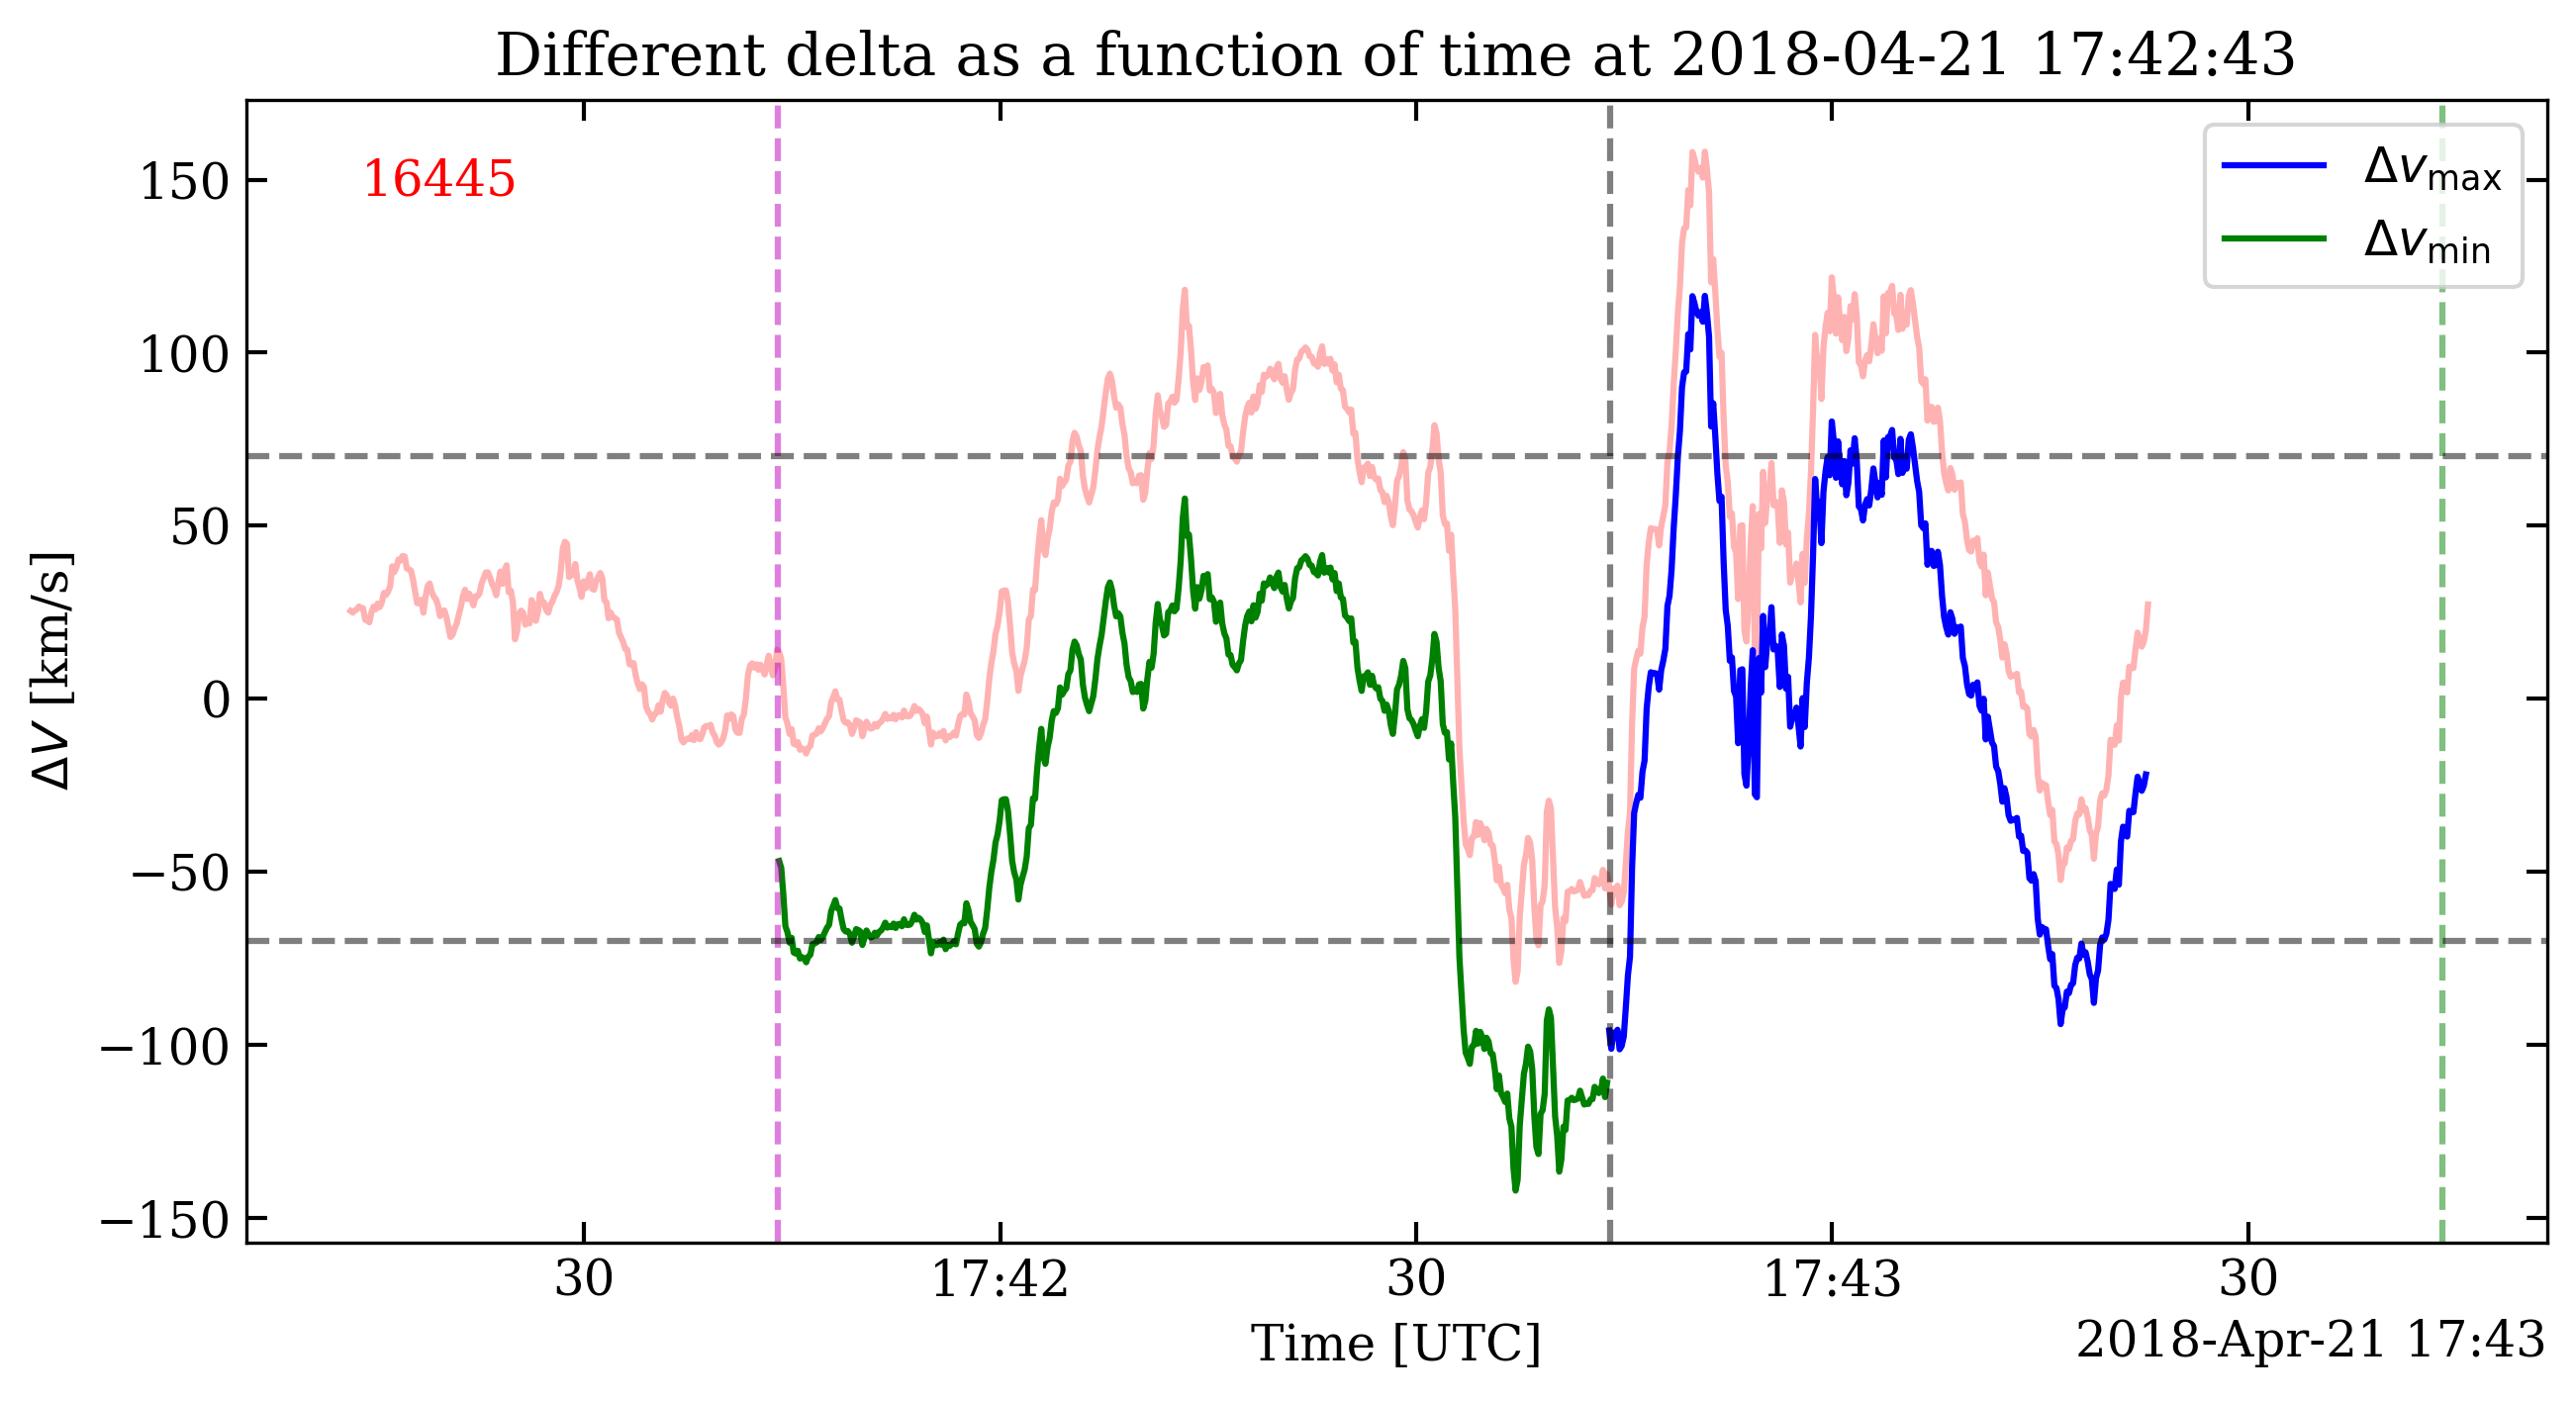 Different delta as a function of time at 2018-04-21 17:42:43
16445
Δv_max
Δv_min
150
100
50
0
−50
−100
−150
ΔV [km/s]
30 17:42 30 17:43 30
Time [UTC]
2018-Apr-21 17:43